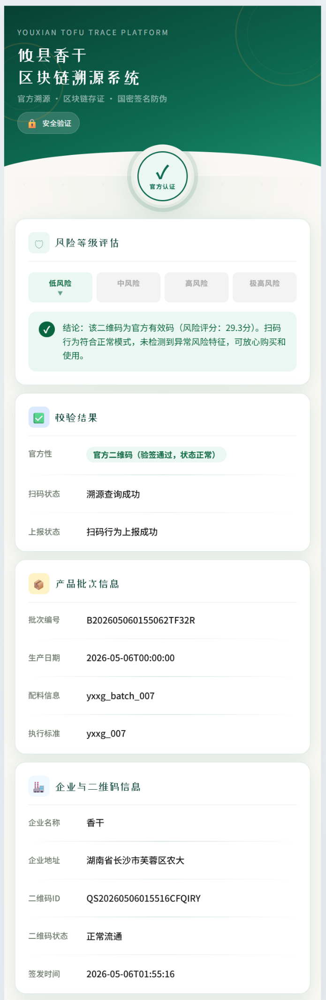 YOUXIAN TOFU TRACE PLATFORM
攸县香干
区块链溯源系统
官方溯源 • 区块链存证 • 国密签名防伪
安全验证
官方认证
风险等级评估
低风险 中风险 高风险 极高风险
▼
结论：该二维码为官方有效码（风险评分：29.3分）。扫码
行为符合正常模式，未检测到异常风险特征，可放心购买和
使用。
校验结果
官方性 官方二维码（验签通过，状态正常）
扫码状态 溯源查询成功
上报状态 扫码行为上报成功
产品批次信息
批次编号 B202605060155062TF32R
生产日期 2026-05-06T00:00:00
配料信息 yxxg_batch_007
执行标准 yxxg_007
企业与二维码信息
企业名称 香干
企业地址 湖南省长沙市芙蓉区农大
二维码ID QS20260506015516CFQIRY
二维码状态 正常流通
签发时间 2026-05-06T01:55:16